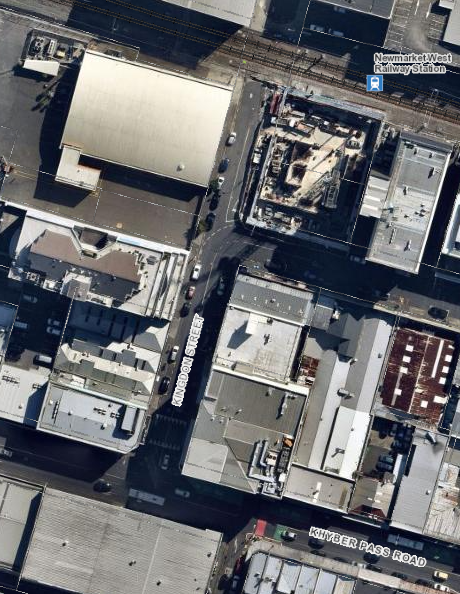 Newmarket West
Railway Station
KINGDON STREET
KHYBER PASS ROAD